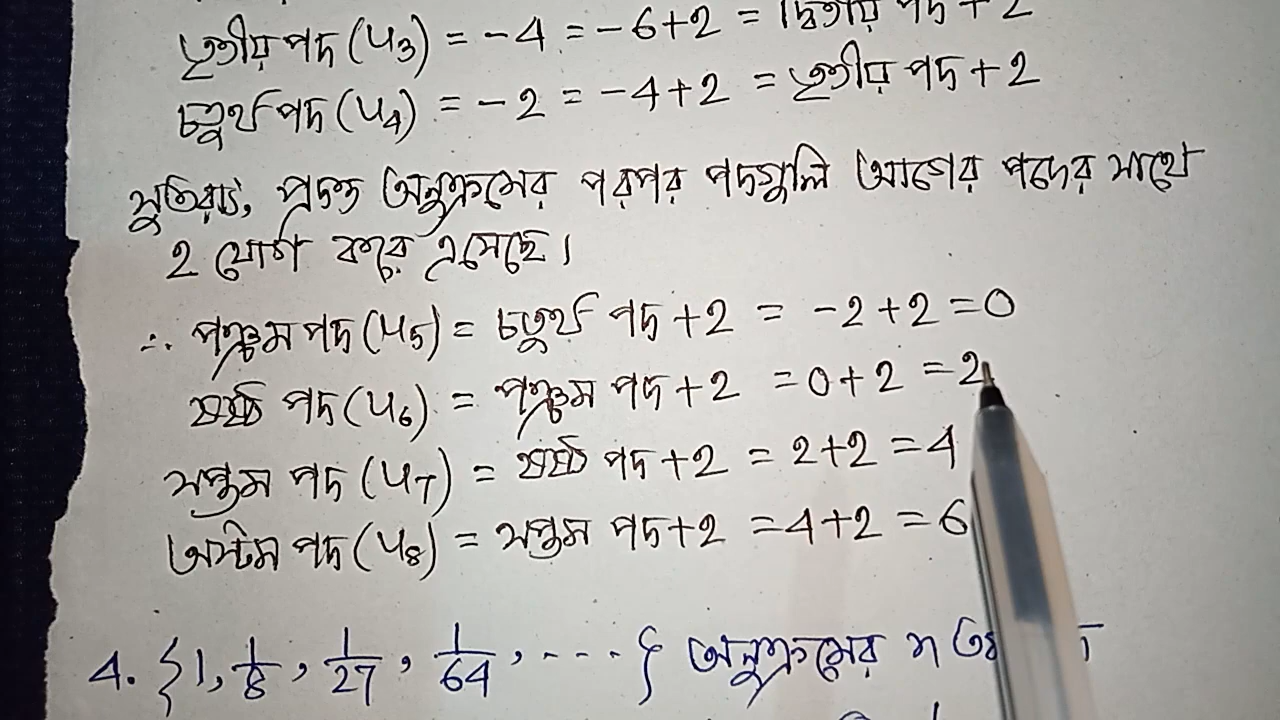 তৃতীয় পদ (u₃) = -4 = -6+2 = দ্বিতীয় পদ + 2
চতুর্থ পদ (u₄) = -2 = -4+2 = তৃতীয় পদ + 2
সুতিরাং, প্রদত্ত অনুক্রমের পরপর পদগুলি আগের পদের সাথে
2 যোগ করে এসেছে।
∴ পঞ্চম পদ (u₅) = চতুর্থ পদ +2 = -2+2 =0
ষষ্ঠ পদ (u₆) = পঞ্চম পদ +2 =0+2 =2
সপ্তম পদ (u₇) = ষষ্ঠ পদ +2 = 2+2 =4
অষ্টম পদ (u₈) = সপ্তম পদ+2 =4+2 =6
4. {1, 1/8, 1/27, 1/64, ....} অনুক্রমের n তম